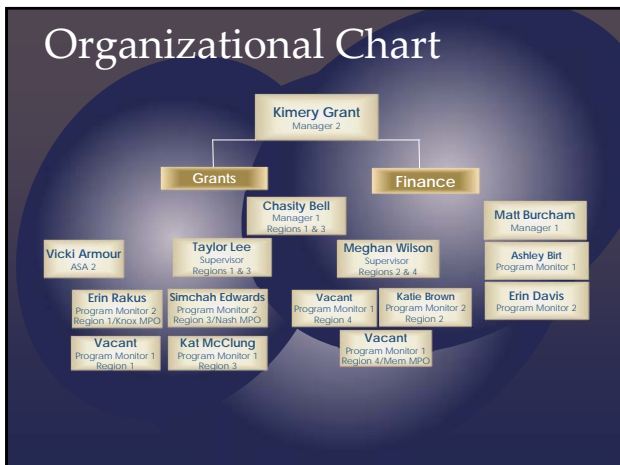 Organizational Chart
Kimery Grant
Manager 2
Grants
Finance
Chasity Bell
Manager 1
Regions 1 & 3
Matt Burcham
Manager 1
Vicki Armour
ASA 2
Taylor Lee
Supervisor
Regions 1 & 3
Meghan Wilson
Supervisor
Regions 2 & 4
Ashley Birt
Program Monitor 1
Erin Rakus
Program Monitor 2
Region 1/Knox MPO
Simchah Edwards
Program Monitor 2
Region 3/Nash MPO
Vacant
Program Monitor 1
Region 4
Katie Brown
Program Monitor 2
Region 2
Erin Davis
Program Monitor 2
Vacant
Program Monitor 1
Region 1
Kat McClung
Program Monitor 1
Region 3
Vacant
Program Monitor 1
Region 4/Mem MPO